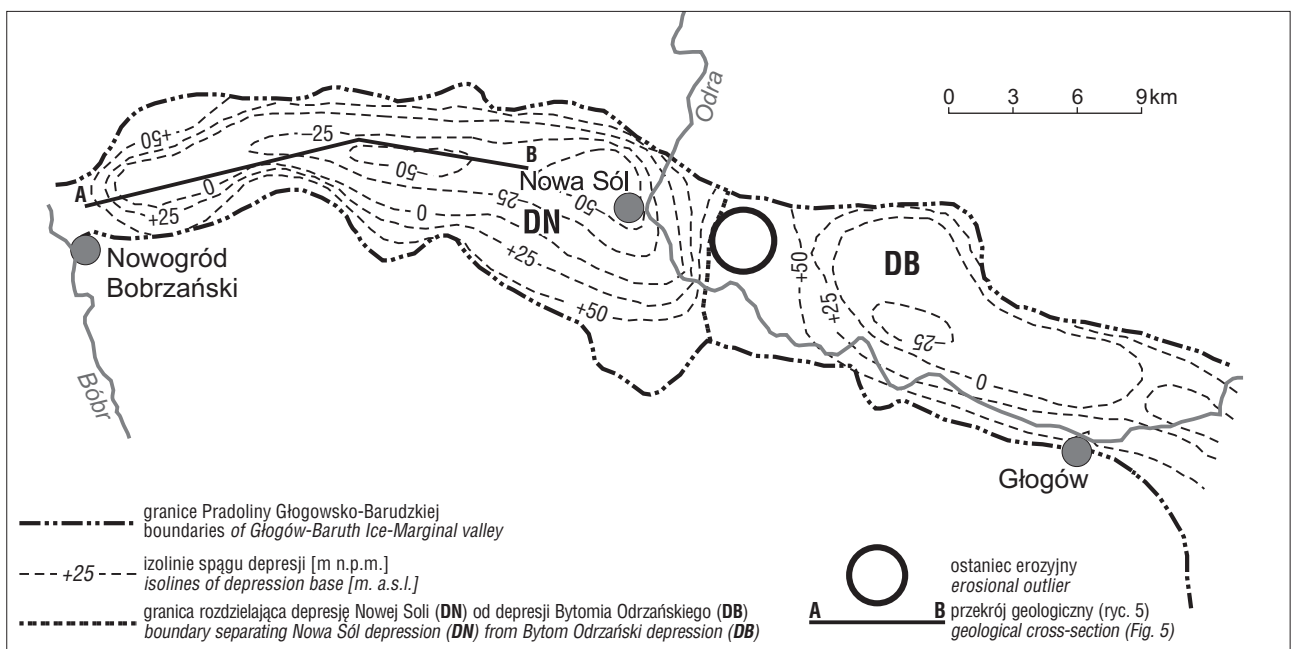 Odra
0 3 6 9 km
+50
−25
B
−50
A
0
Nowa Sól
−50
−25
+25
DN
0
Nowogród
Bobrzański
+25
+50
+50
DB
+25
−25
0
Bóbr
Głogów
granice Pradoliny Głogowsko-Barudzkiej
boundaries of Głogów-Baruth Ice-Marginal valley
+25 izolinie spągu depresji [m n.p.m.]
isolines of depression base [m. a.s.l.]
granica rozdzielająca depresję Nowej Soli (DN) od depresji Bytomia Odrzańskiego (DB)
boundary separating Nowa Sól depression (DN) from Bytom Odrzański depression (DB)
ostaniec erozyjny
erosional outlier
A B przekrój geologiczny (ryc. 5)
geological cross-section (Fig. 5)